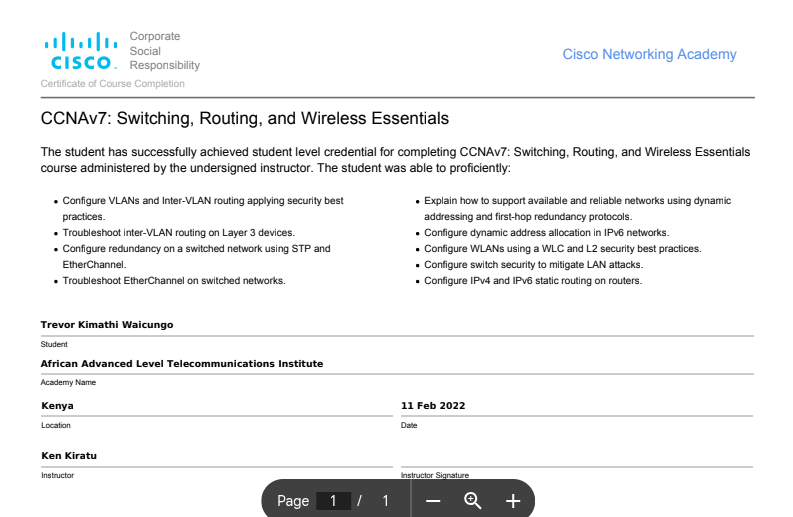 Corporate
Social
Responsibility
CISCO.
Cisco Networking Academy
Certificate of Course Completion
CCNAv7: Switching, Routing, and Wireless Essentials
The student has successfully achieved student level credential for completing CCNAv7: Switching, Routing, and Wireless Essentials
course administered by the undersigned instructor. The student was able to proficiently:
• Configure VLANs and Inter-VLAN routing applying security best
practices.
• Troubleshoot inter-VLAN routing on Layer 3 devices.
• Configure redundancy on a switched network using STP and
EtherChannel.
• Troubleshoot EtherChannel on switched networks.
• Explain how to support available and reliable networks using dynamic
addressing and first-hop redundancy protocols.
• Configure dynamic address allocation in IPv6 networks.
• Configure WLANs using a WLC and L2 security best practices.
• Configure switch security to mitigate LAN attacks.
• Configure IPv4 and IPv6 static routing on routers.
Trevor Kimathi Waicungo
Student
African Advanced Level Telecommunications Institute
Academy Name
Kenya
Location
11 Feb 2022
Date
Ken Kiratu
Instructor
Instructor Signature
Page 1 / 1